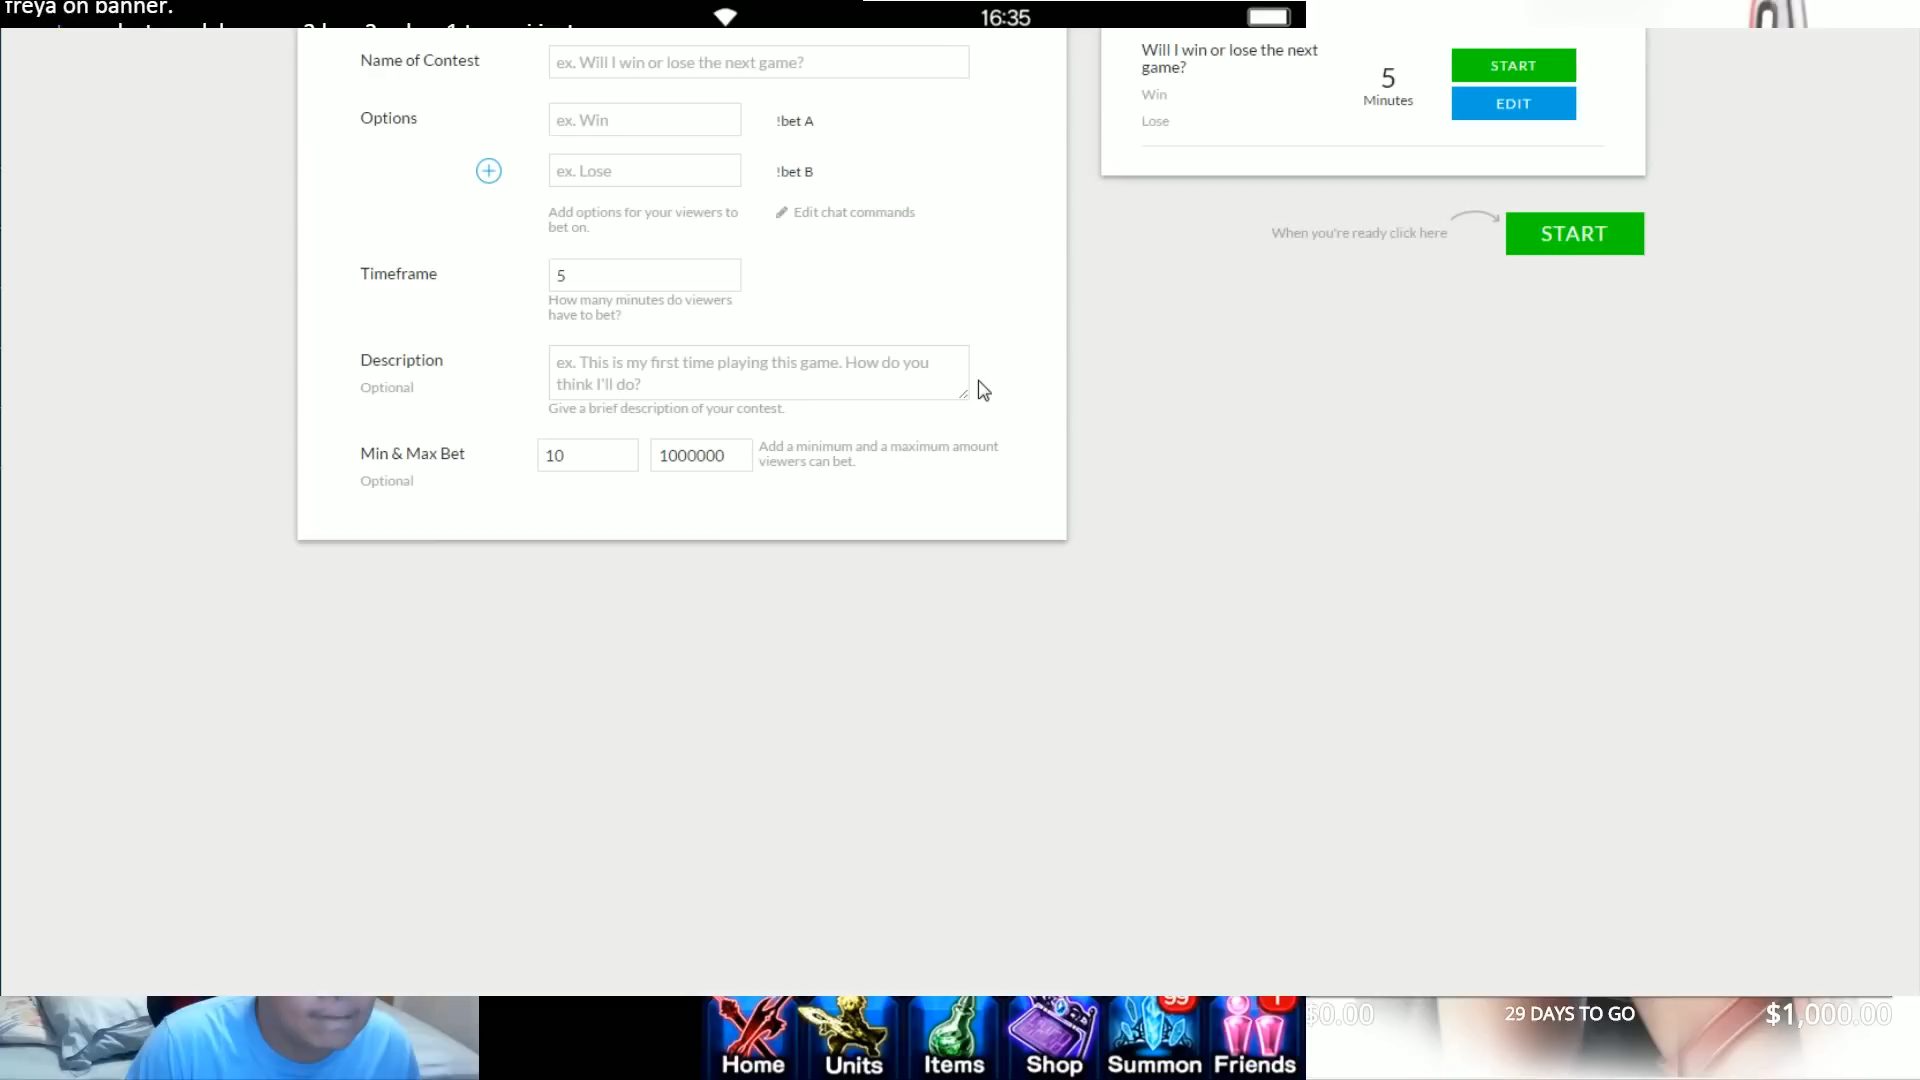 freya on banner.
16:35
Name of Contest
ex. Will I win or lose the next game?
Options
ex. Win
!bet A
ex. Lose
!bet B
Add options for your viewers to
bet on.
Edit chat commands
Timeframe
5
How many minutes do viewers
have to bet?
Description
Optional
ex. This is my first time playing this game. How do you
think I'll do?
Give a brief description of your contest.
Min & Max Bet
Optional
10
1000000
Add a minimum and a maximum amount
viewers can bet.
Will I win or lose the next
game?
Win
Lose
5
Minutes
START
EDIT
When you're ready click here
START
99
1
Home
Units
Items
Shop
Summon
Friends
$0.00
29 DAYS TO GO
$1,000.00